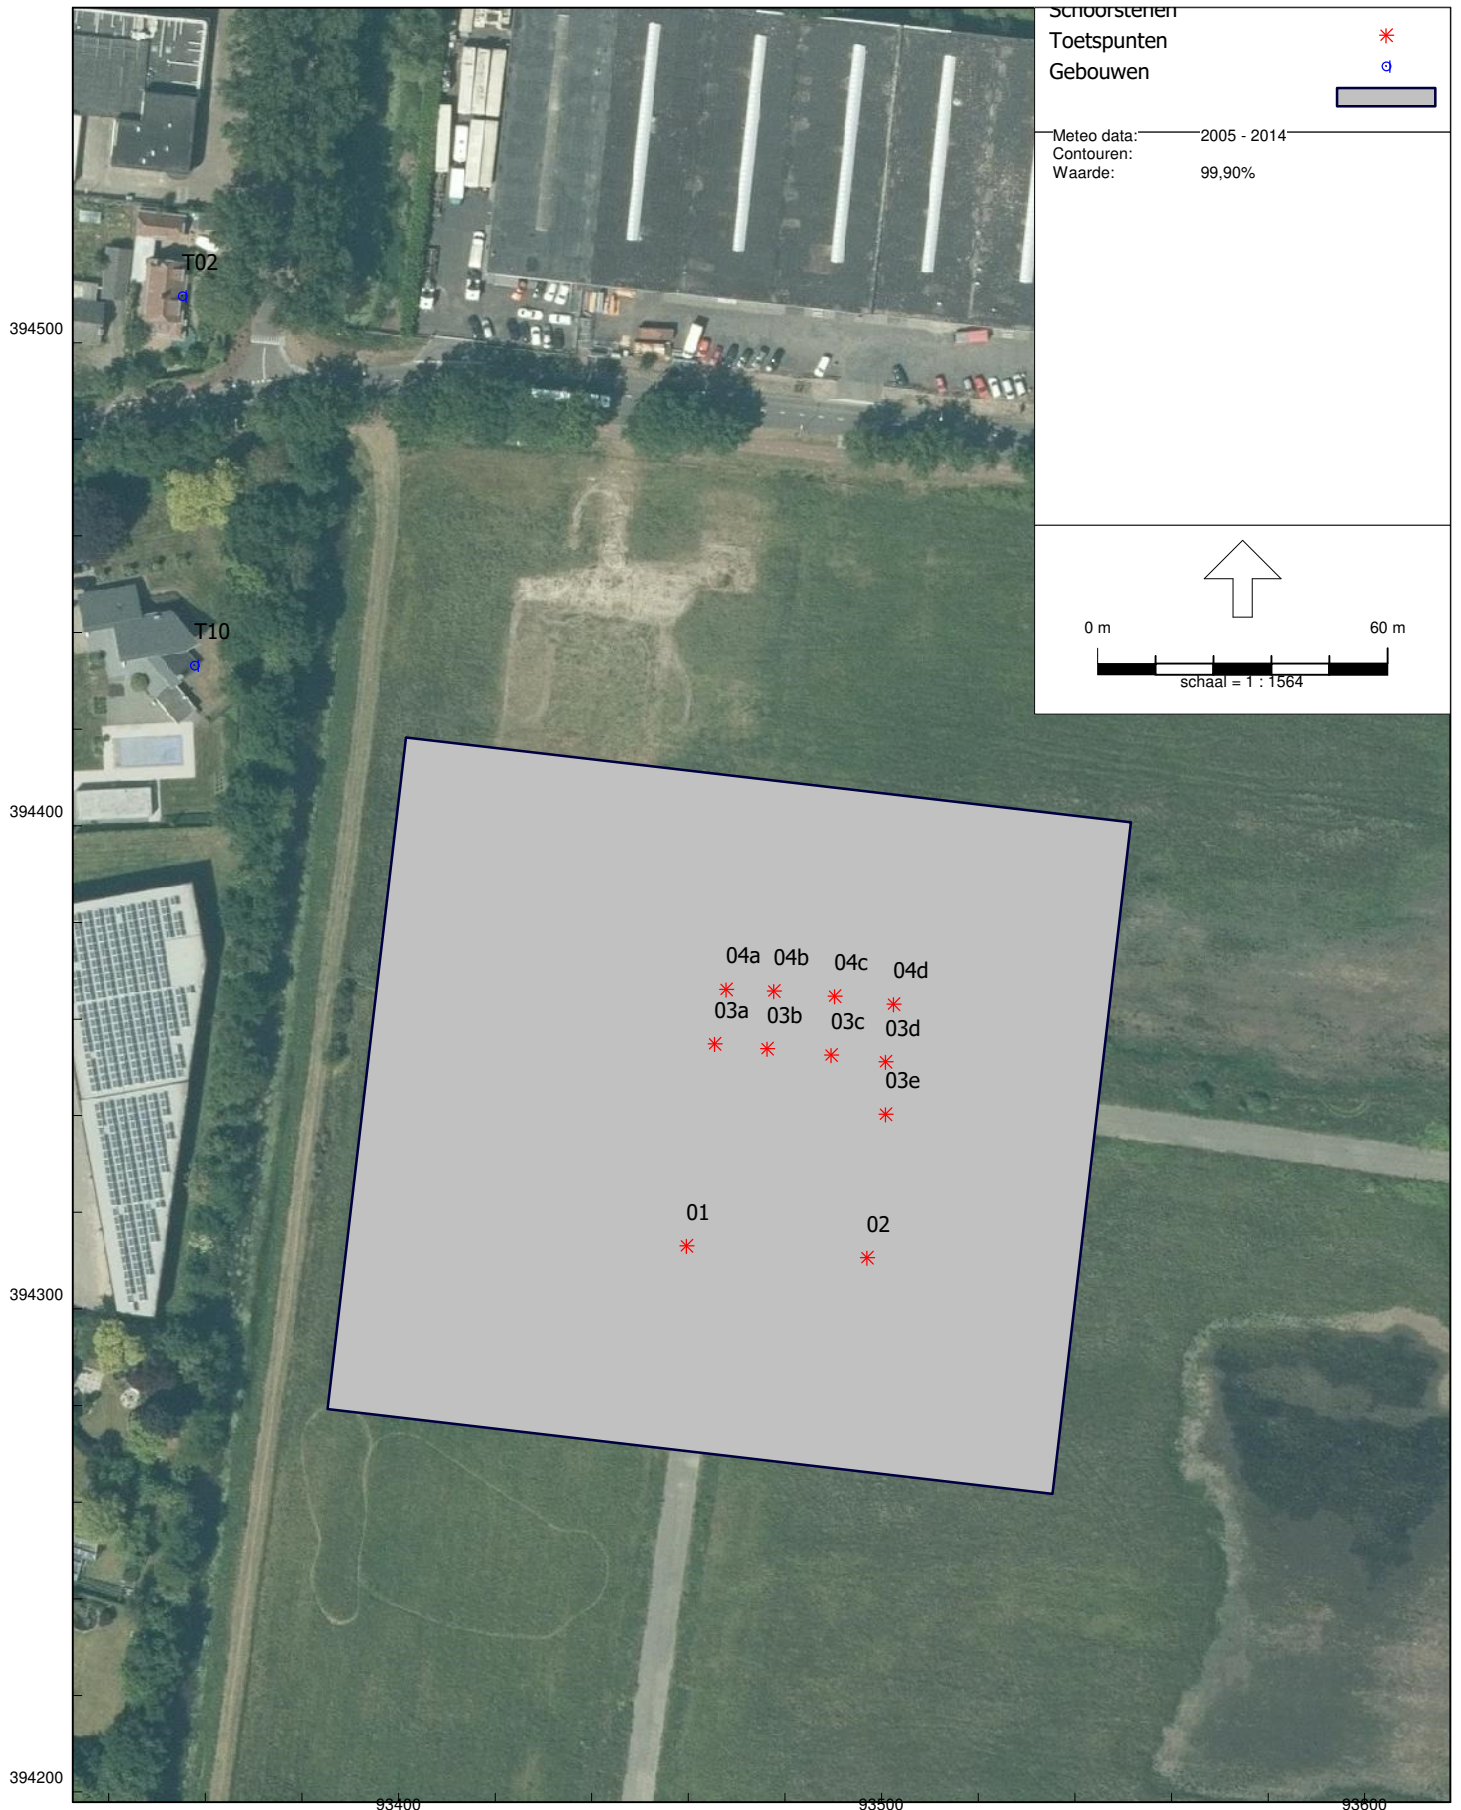 Schoorstenen
Toetspunten
Gebouwen
Meteo data: 2005 - 2014
Contouren:
Waarde: 99,90%
0 m 60 m
schaal = 1 : 1564
T02
394500
T10
394400
04a 04b 04c 04d
03a 03b 03c 03d
03e
01 02
394300
394200
93400 93500 93600